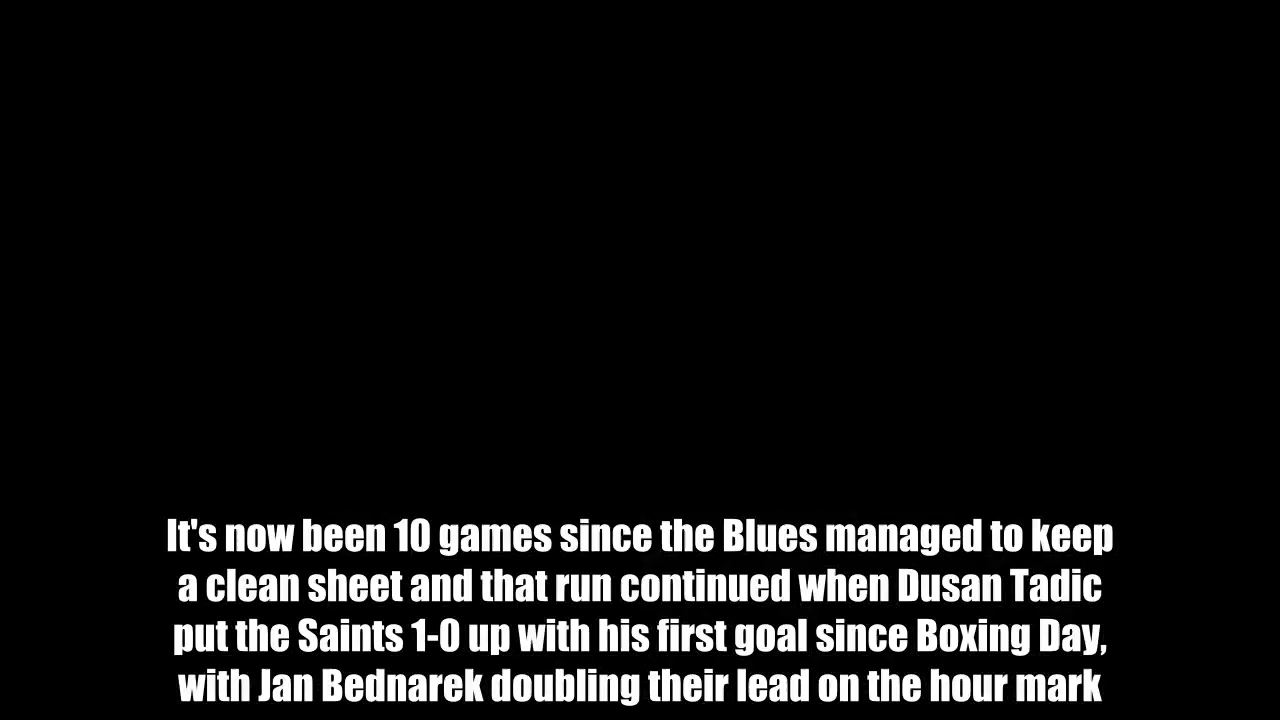 It's now been 10 games since the Blues managed to keep
a clean sheet and that run continued when Dusan Tadic
put the Saints 1-0 up with his first goal since Boxing Day,
with Jan Bednarek doubling their lead on the hour mark